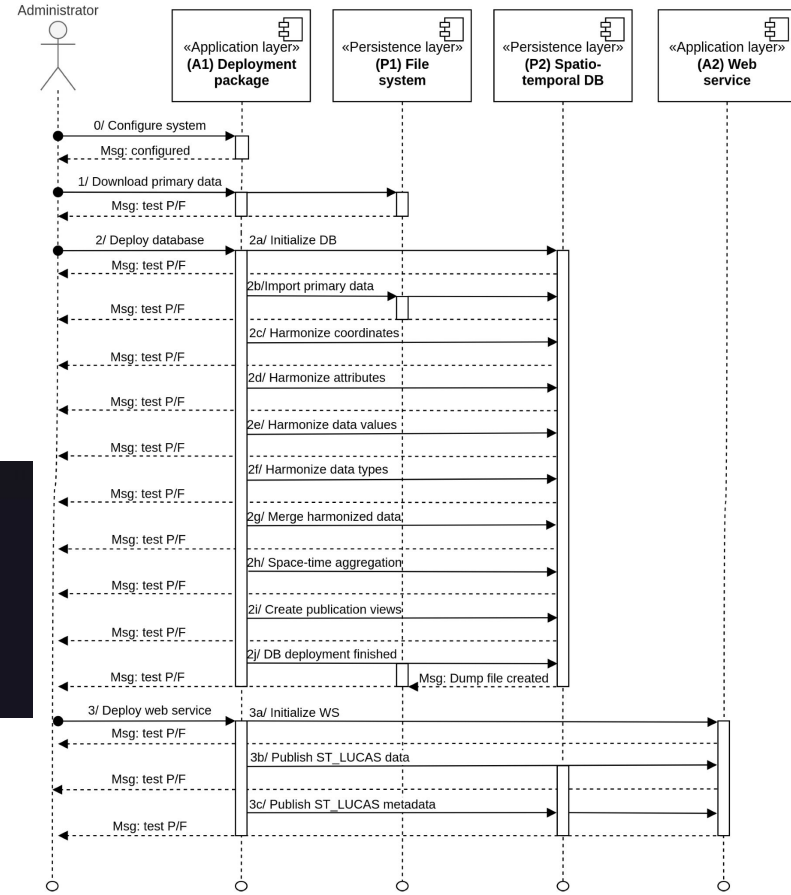 Administrator
«Application layer»
(A1) Deployment
package
«Persistence layer»
(P1) File
system
«Persistence layer»
(P2) Spatio-
temporal DB
«Application layer»
(A2) Web
service
0/ Configure system
Msg: configured
1/ Download primary data
Msg: test P/F
2/ Deploy database
2a/ Initialize DB
Msg: test P/F
2b/Import primary data
Msg: test P/F
2c/ Harmonize coordinates
Msg: test P/F
2d/ Harmonize attributes
Msg: test P/F
2e/ Harmonize data values
Msg: test P/F
2f/ Harmonize data types
Msg: test P/F
2g/ Merge harmonized data
Msg: test P/F
2h/ Space-time aggregation
Msg: test P/F
2i/ Create publication views
Msg: test P/F
2j/ DB deployment finished
Msg: test P/F
Msg: Dump file created
3/ Deploy web service
3a/ Initialize WS
Msg: test P/F
3b/ Publish ST_LUCAS data
Msg: test P/F
3c/ Publish ST_LUCAS metadata
Msg: test P/F